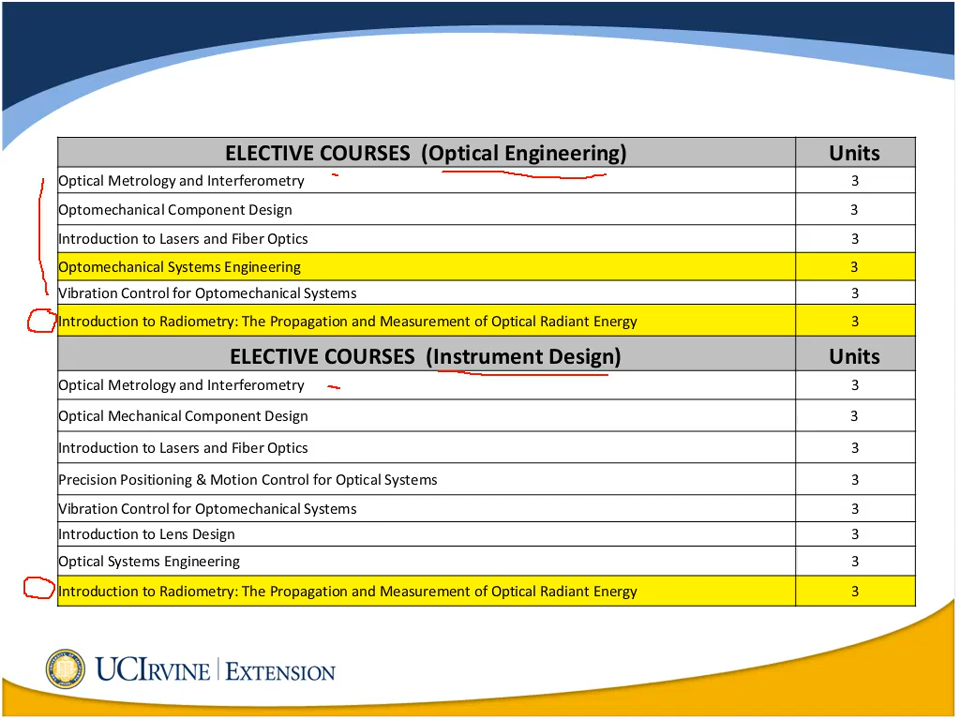 ELECTIVE COURSES (Optical Engineering) Units
Optical Metrology and Interferometry 3
Optomechanical Component Design 3
Introduction to Lasers and Fiber Optics 3
Optomechanical Systems Engineering 3
Vibration Control for Optomechanical Systems 3
Introduction to Radiometry: The Propagation and Measurement of Optical Radiant Energy 3
ELECTIVE COURSES (Instrument Design) Units
Optical Metrology and Interferometry 3
Optical Mechanical Component Design 3
Introduction to Lasers and Fiber Optics 3
Precision Positioning & Motion Control for Optical Systems 3
Vibration Control for Optomechanical Systems 3
Introduction to Lens Design 3
Optical Systems Engineering 3
Introduction to Radiometry: The Propagation and Measurement of Optical Radiant Energy 3
UCIRVINE | EXTENSION